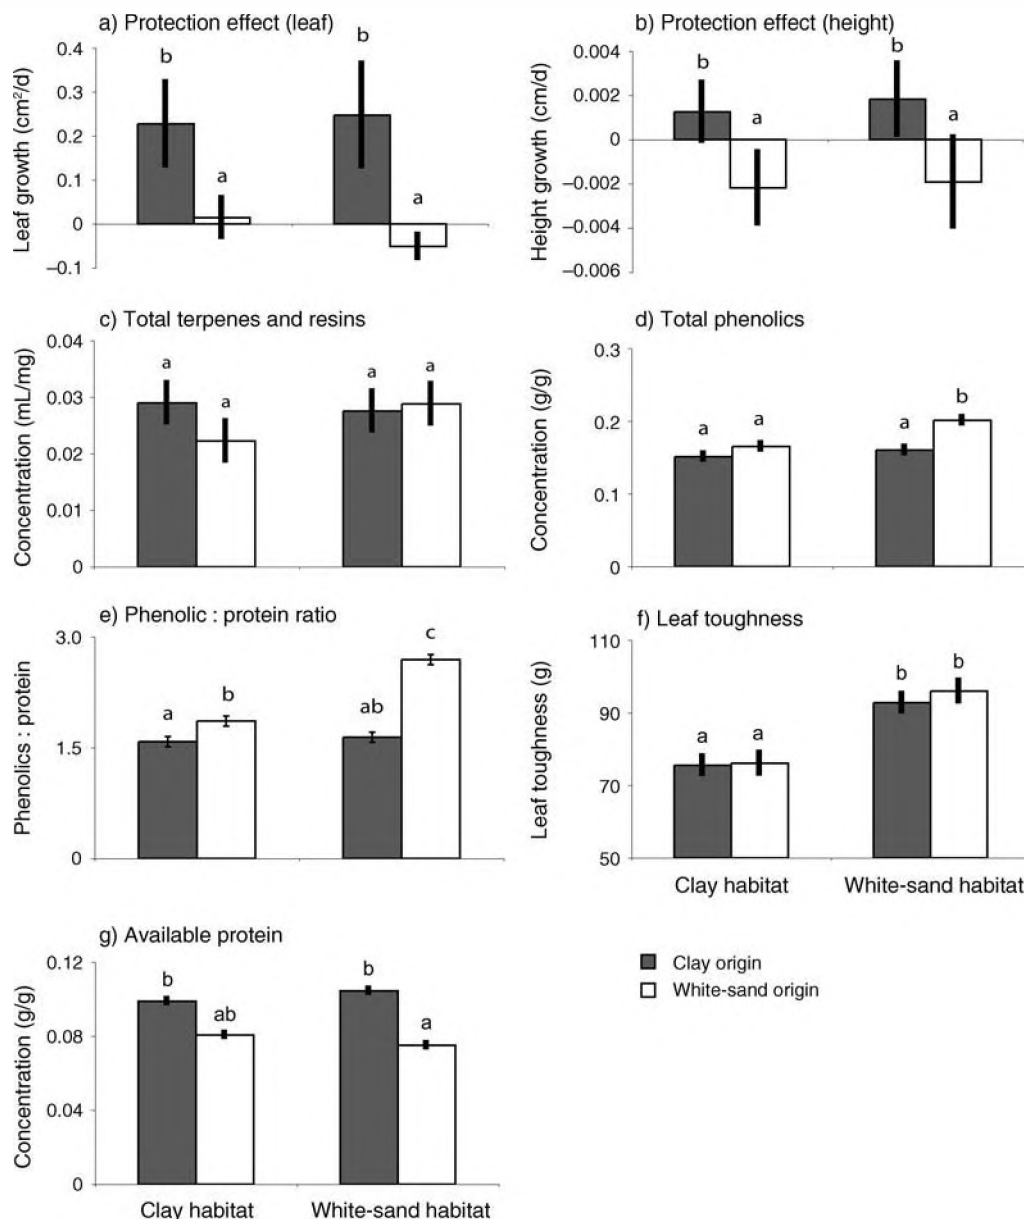 a) Protection effect (leaf)
Leaf growth (cm²/d)
0.4
0.3
0.2
0.1
0
–0.1
b
a
b
a
b) Protection effect (height)
Height growth (cm/d)
0.004
0.002
0
–0.002
–0.004
–0.006
b
a
b
a
c) Total terpenes and resins
Concentration (mL/mg)
0.04
0.03
0.02
0.01
0
a
a
a
a
d) Total phenolics
Concentration (g/g)
0.3
0.2
0.1
0
a
a
a
b
e) Phenolic : protein ratio
Phenolics : protein
3.0
1.5
0
a
b
ab
c
f) Leaf toughness
Leaf toughness (g)
110
90
70
50
a
a
b
b
Clay habitat
White-sand habitat
g) Available protein
Concentration (g/g)
0.12
0.08
0.04
0
b
ab
b
a
Clay habitat
White-sand habitat
Clay origin
White-sand origin